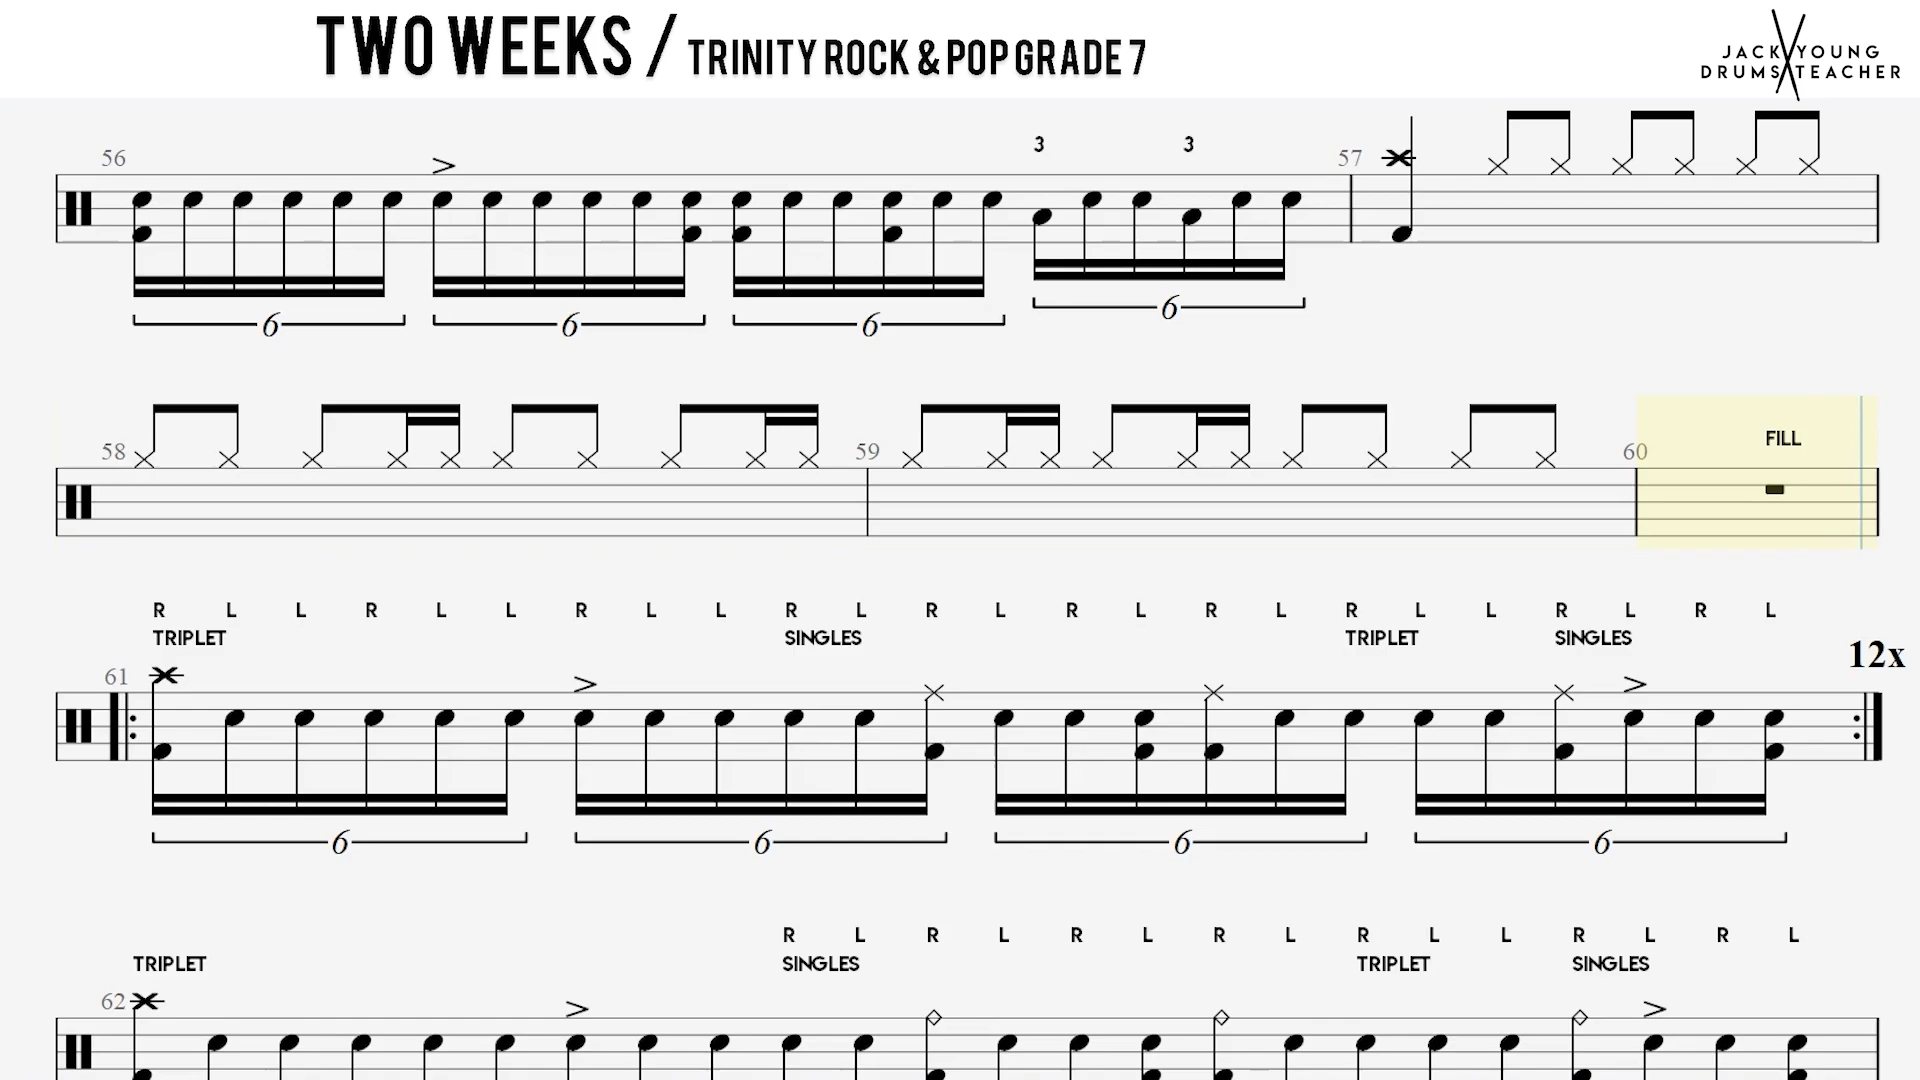 TWO WEEKS / TRINITY ROCK & POP GRADE 7
JACK YOUNG
DRUMS TEACHER
56
>
3
3
57
6
6
6
6
58
59
60
FILL
R L L R L L R L L R L R L R L R L R L L R L R L
TRIPLET SINGLES TRIPLET SINGLES
12x
61
>
>
6
6
6
6
R L R L R L R L R L L R L R L
TRIPLET SINGLES TRIPLET SINGLES
62
>
>